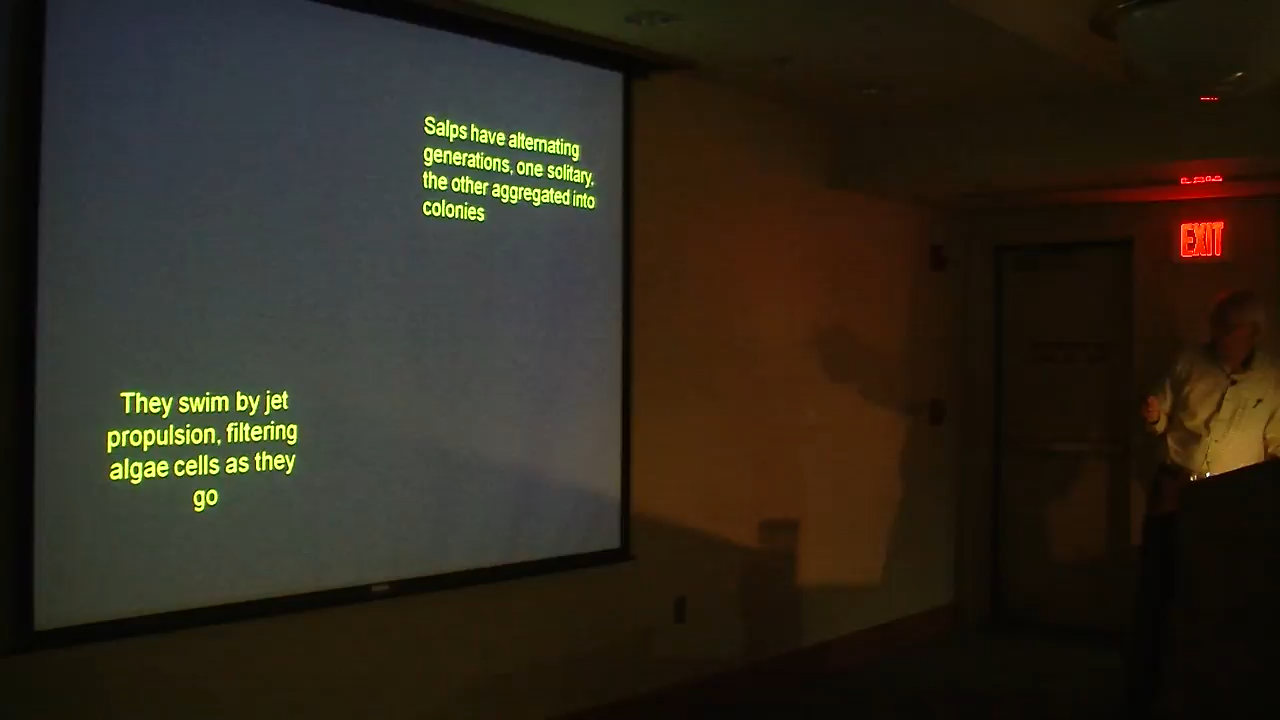 Salps have alternating
generations, one solitary,
the other aggregated into
colonies
They swim by jet
propulsion, filtering
algae cells as they
go
EXIT